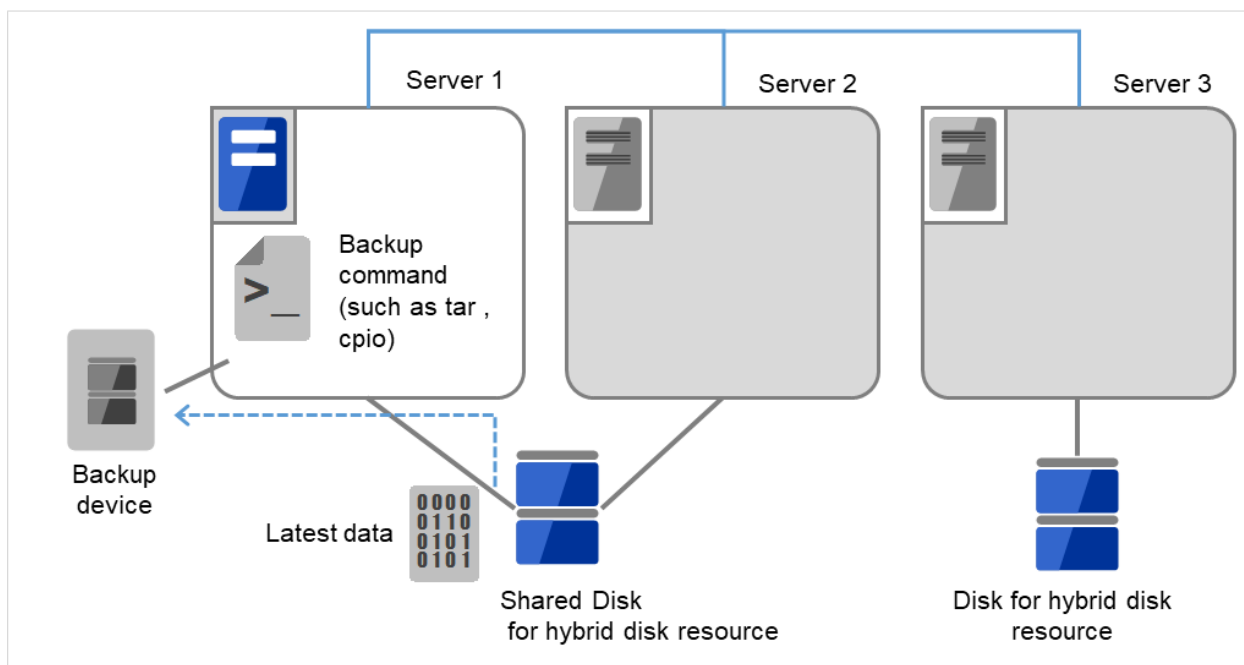 Server 1
Server 2
Server 3
Backup
command
(such as tar ,
cpio)
>_
Backup
device
Latest data
0000
0110
0101
0101
Shared Disk
for hybrid disk resource
Disk for hybrid disk
resource